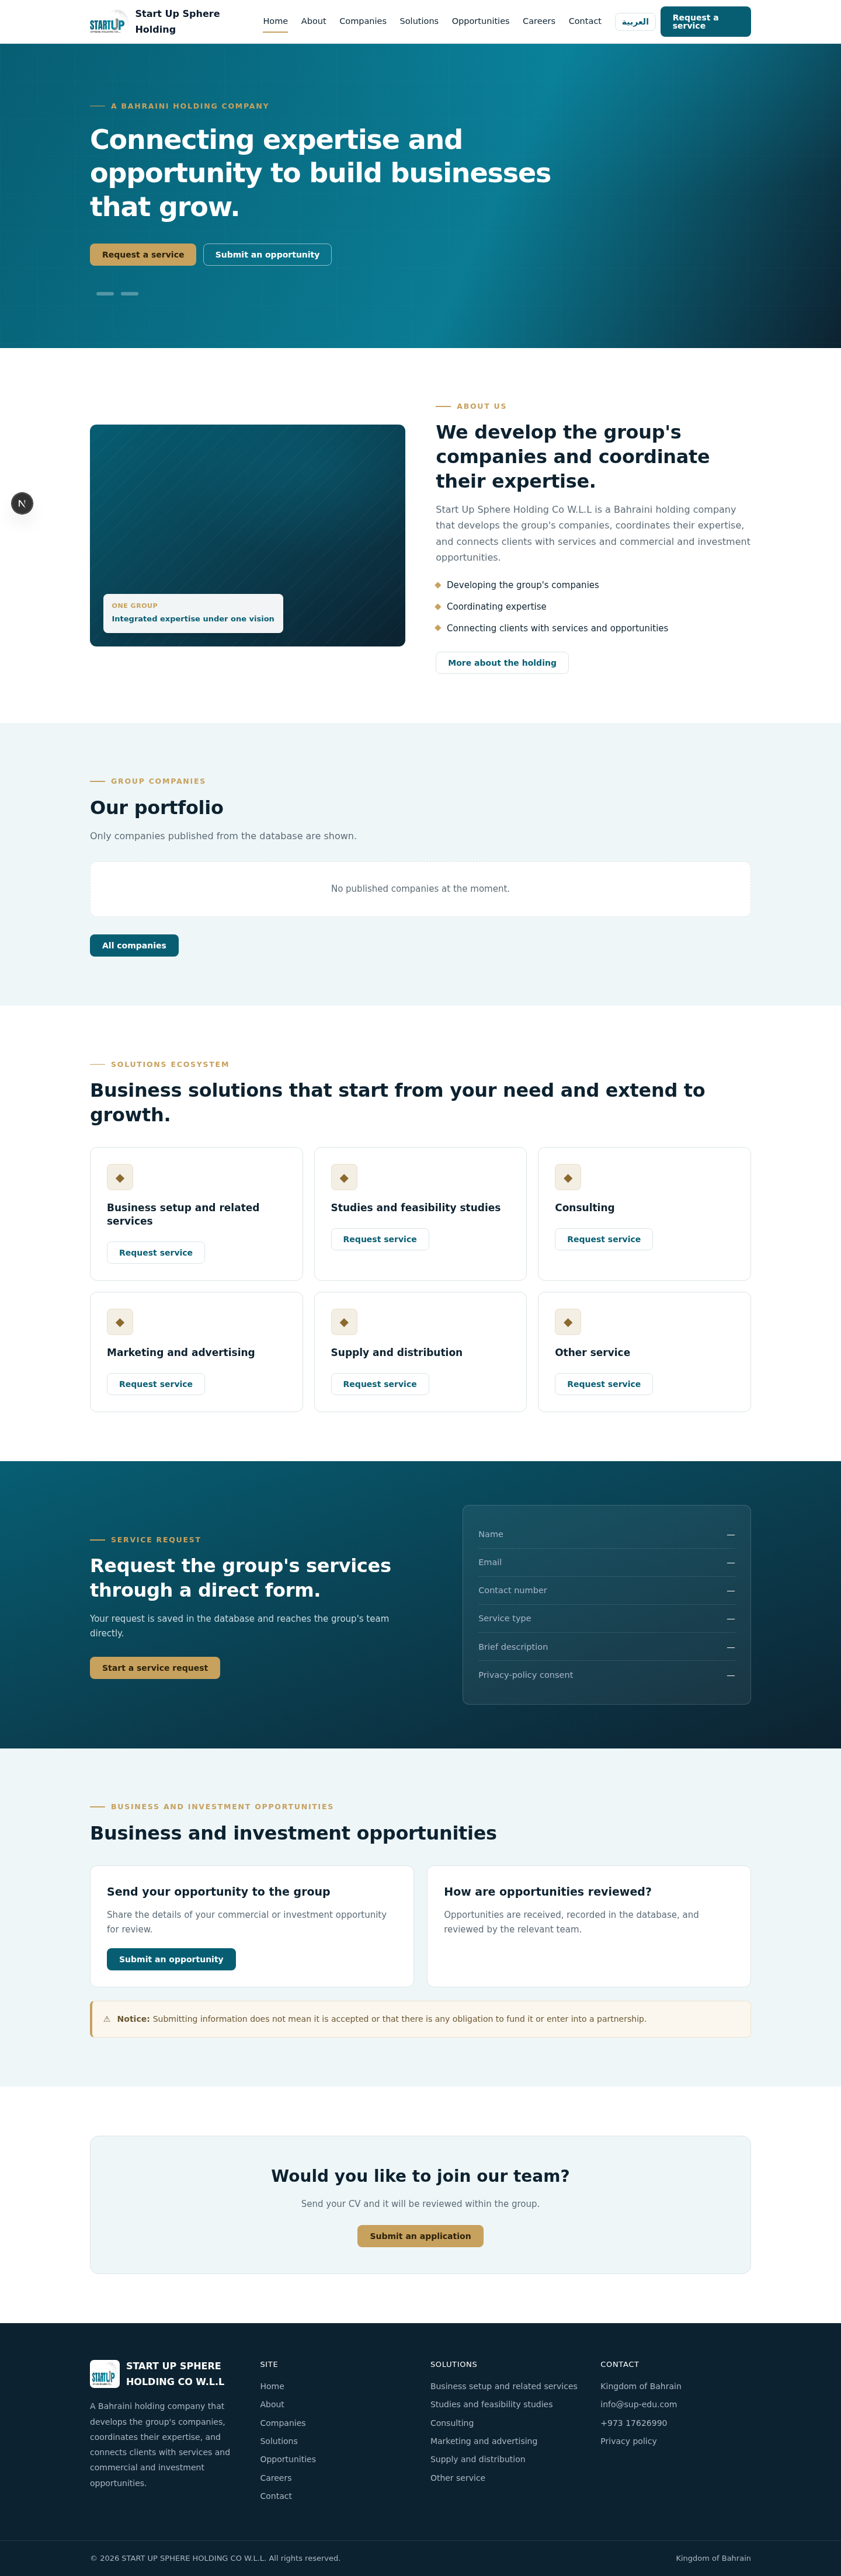 STARTUP
Start Up Sphere
Holding
Home
About
Companies
Solutions
Opportunities
Careers
Contact
العربية
Request a
service
A BAHRAINI HOLDING COMPANY
Connecting expertise and
opportunity to build businesses
that grow.
Request a service
Submit an opportunity
N
ONE GROUP
Integrated expertise under one vision
ABOUT US
We develop the group's
companies and coordinate
their expertise.
Start Up Sphere Holding Co W.L.L is a Bahraini holding company
that develops the group's companies, coordinates their expertise,
and connects clients with services and commercial and investment
opportunities.
Developing the group's companies
Coordinating expertise
Connecting clients with services and opportunities
More about the holding
GROUP COMPANIES
Our portfolio
Only companies published from the database are shown.
No published companies at the moment.
All companies
SOLUTIONS ECOSYSTEM
Business solutions that start from your need and extend to
growth.
Business setup and related
services
Request service
Studies and feasibility studies
Request service
Consulting
Request service
Marketing and advertising
Request service
Supply and distribution
Request service
Other service
Request service
SERVICE REQUEST
Request the group's services
through a direct form.
Your request is saved in the database and reaches the group's team
directly.
Start a service request
Name —
Email —
Contact number —
Service type —
Brief description —
Privacy-policy consent —
BUSINESS AND INVESTMENT OPPORTUNITIES
Business and investment opportunities
Send your opportunity to the group
Share the details of your commercial or investment opportunity
for review.
Submit an opportunity
How are opportunities reviewed?
Opportunities are received, recorded in the database, and
reviewed by the relevant team.
⚠ Notice: Submitting information does not mean it is accepted or that there is any obligation to fund it or enter into a partnership.
Would you like to join our team?
Send your CV and it will be reviewed within the group.
Submit an application
STARTUP
START UP SPHERE
HOLDING CO W.L.L
A Bahraini holding company that
develops the group's companies,
coordinates their expertise, and
connects clients with services and
commercial and investment
opportunities.
SITE
Home
About
Companies
Solutions
Opportunities
Careers
Contact
SOLUTIONS
Business setup and related services
Studies and feasibility studies
Consulting
Marketing and advertising
Supply and distribution
Other service
CONTACT
Kingdom of Bahrain
info@sup-edu.com
+973 17626990
Privacy policy
© 2026 START UP SPHERE HOLDING CO W.L.L. All rights reserved.
Kingdom of Bahrain